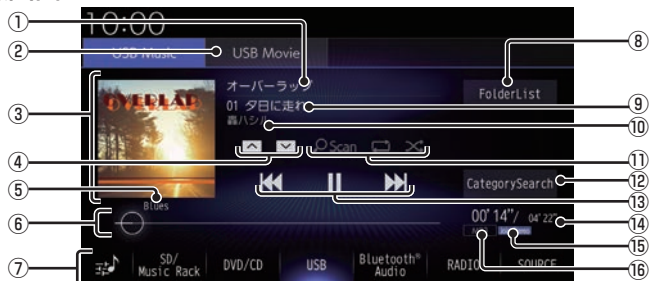 10:00
①
② USB Music USB Movie
⑧
オーバーラップ
FolderList
③ OVERLAP
01 夕日に走れ ⑨
轟ハシル ⑩
④ Scan ⑪
CategorySearch ⑫
⑬
⑤ Blues
⑥ 00'14"/ 04'22" ⑭
⑮
⑦ SD/ Music Rack DVD/CD USB Bluetooth® Audio RADIO SOURCE
⑯